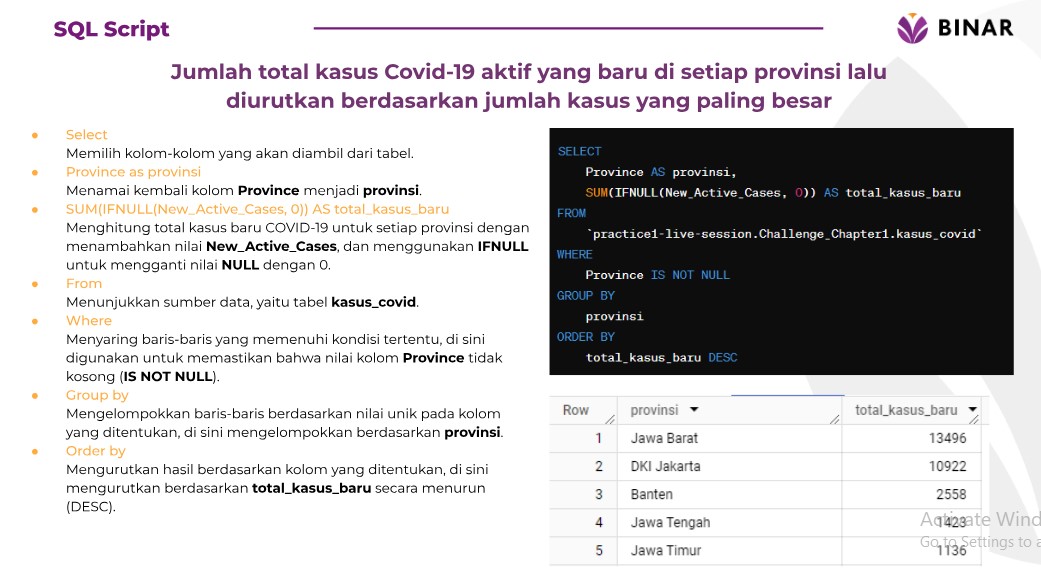 SQL Script
BINAR
Jumlah total kasus Covid-19 aktif yang baru di setiap provinsi lalu
diurutkan berdasarkan jumlah kasus yang paling besar
● Select
Memilih kolom-kolom yang akan diambil dari tabel.
● Province as provinsi
Menamai kembali kolom Province menjadi provinsi.
● SUM(IFNULL(New_Active_Cases, 0)) AS total_kasus_baru
Menghitung total kasus baru COVID-19 untuk setiap provinsi dengan
menambahkan nilai New_Active_Cases, dan menggunakan IFNULL
untuk mengganti nilai NULL dengan 0.
● From
Menunjukkan sumber data, yaitu tabel kasus_covid.
● Where
Menyaring baris-baris yang memenuhi kondisi tertentu, di sini
digunakan untuk memastikan bahwa nilai kolom Province tidak
kosong (IS NOT NULL).
● Group by
Mengelompokkan baris-baris berdasarkan nilai unik pada kolom
yang ditentukan, di sini mengelompokkan berdasarkan provinsi.
● Order by
Mengurutkan hasil berdasarkan kolom yang ditentukan, di sini
mengurutkan berdasarkan total_kasus_baru secara menurun
(DESC).
SELECT
Province AS provinsi,
SUM(IFNULL(New_Active_Cases, 0)) AS total_kasus_baru
FROM
`practice1-live-session.Challenge_Chapter1.kasus_covid`
WHERE
Province IS NOT NULL
GROUP BY
provinsi
ORDER BY
total_kasus_baru DESC
Row provinsi total_kasus_baru
1 Jawa Barat 13496
2 DKI Jakarta 10922
3 Banten 2558
4 Jawa Tengah 1423
5 Jawa Timur 1136
Activate Wind
Go to Settings to a